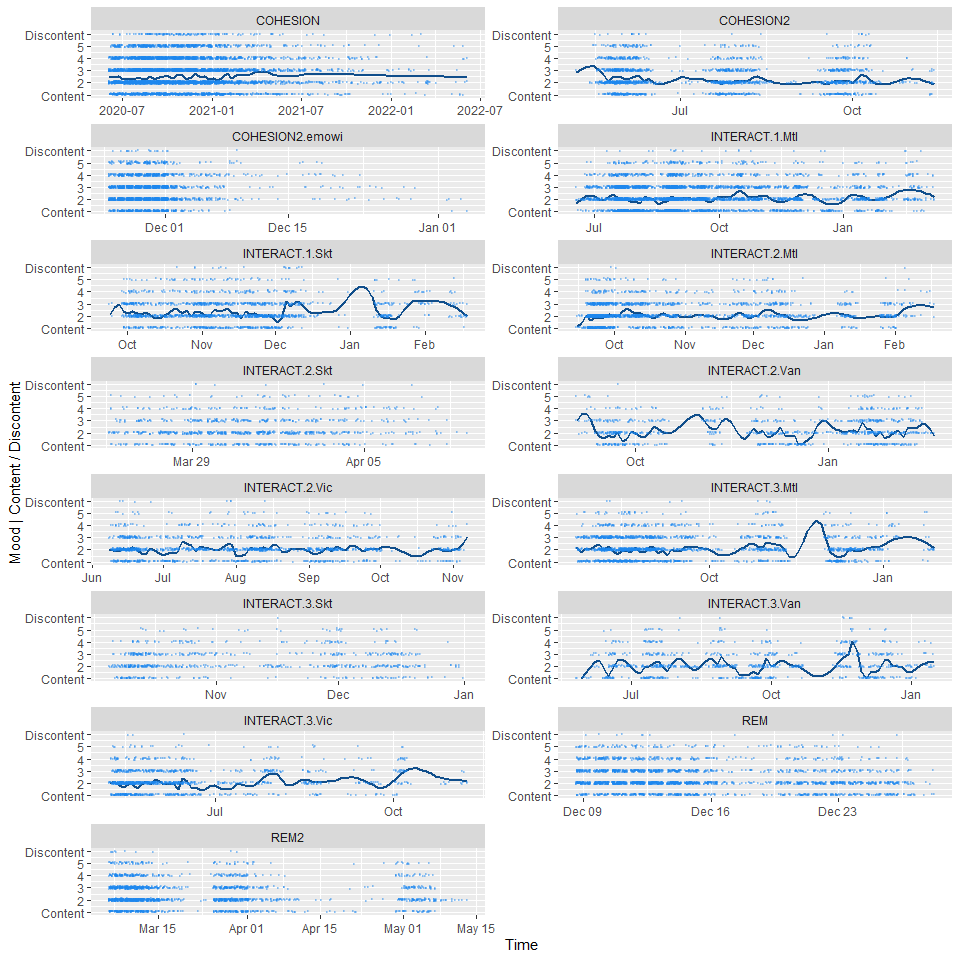 COHESION
Discontent
5
4
3
2
Content
2020-07 2021-01 2021-07 2022-01 2022-07
COHESION2
Discontent
5
4
3
2
Content
Jul Oct
COHESION2.emowi
Discontent
5
4
3
2
Content
Dec 01 Dec 15 Jan 01
INTERACT.1.Mtl
Discontent
5
4
3
2
Content
Jul Oct Jan
INTERACT.1.Skt
Discontent
5
4
3
2
Content
Oct Nov Dec Jan Feb
INTERACT.2.Mtl
Discontent
5
4
3
2
Content
Oct Nov Dec Jan Feb
INTERACT.2.Skt
Discontent
5
4
3
2
Content
Mar 29 Apr 05
INTERACT.2.Van
Discontent
5
4
3
2
Content
Oct Jan
INTERACT.2.Vic
Discontent
5
4
3
2
Content
Jun Jul Aug Sep Oct Nov
INTERACT.3.Mtl
Discontent
5
4
3
2
Content
Oct Jan
INTERACT.3.Skt
Discontent
5
4
3
2
Content
Nov Dec Jan
INTERACT.3.Van
Discontent
5
4
3
2
Content
Jul Oct Jan
INTERACT.3.Vic
Discontent
5
4
3
2
Content
Jul Oct
REM
Discontent
5
4
3
2
Content
Dec 09 Dec 16 Dec 23
REM2
Discontent
5
4
3
2
Content
Mar 15 Apr 01 Apr 15 May 01 May 15
Mood | Content / Discontent
Time